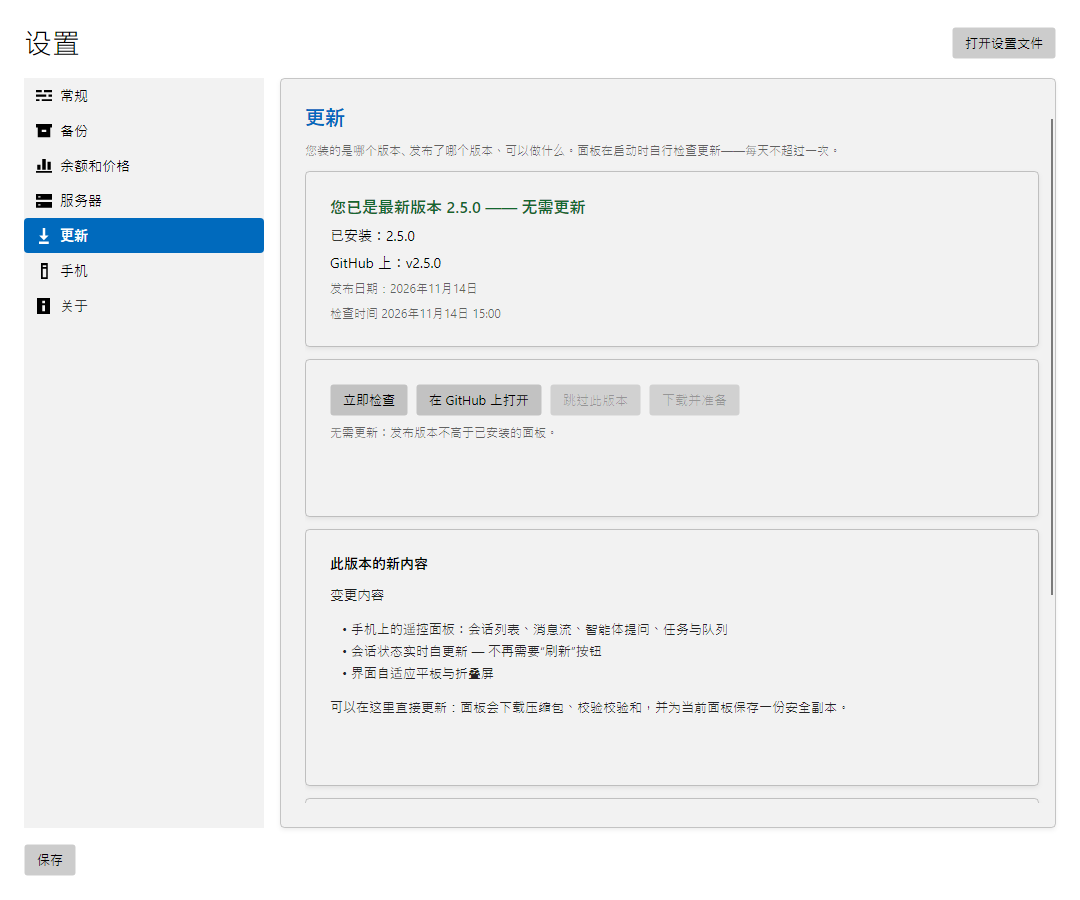 设置
打开设置文件
常规
备份
余额和价格
服务器
更新
手机
关于
更新
您装的是哪个版本、发布了哪个版本、可以做什么。面板在启动时自行检查更新——每天不超过一次。
您已是最新版本 2.5.0 —— 无需更新
已安装：2.5.0
GitHub 上：v2.5.0
发布日期：2026年11月14日
检查时间 2026年11月14日 15:00
立即检查
在 GitHub 上打开
跳过此版本
下载并准备
无需更新：发布版本不高于已安装的面板。
此版本的新内容
变更内容
• 手机上的遥控面板：会话列表、消息流、智能体提问、任务与队列
• 会话状态实时自更新 — 不再需要“刷新”按钮
• 界面自适应平板与折叠屏
可以在这里直接更新：面板会下载压缩包、校验校验和，并为当前面板保存一份安全副本。
保存